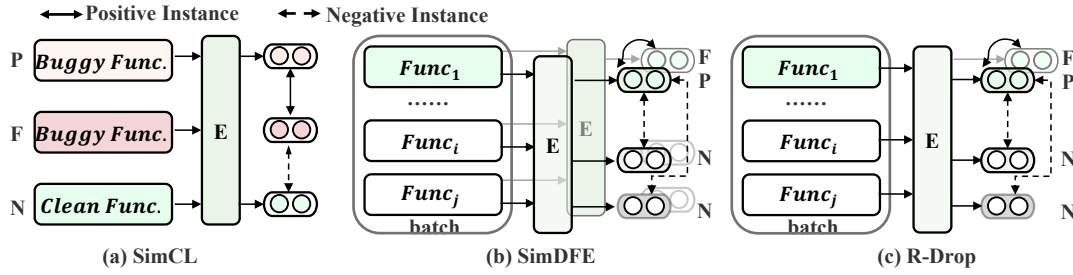 Positive Instance Negative Instance
P Buggy Func. E
F Buggy Func.
N Clean Func.
(a) SimCL
Func1 F
P
......
E E
Funci N
Funcj N
batch
(b) SimDFE
Func1 F
P
......
E
Funci N
Funcj N
batch
(c) R-Drop